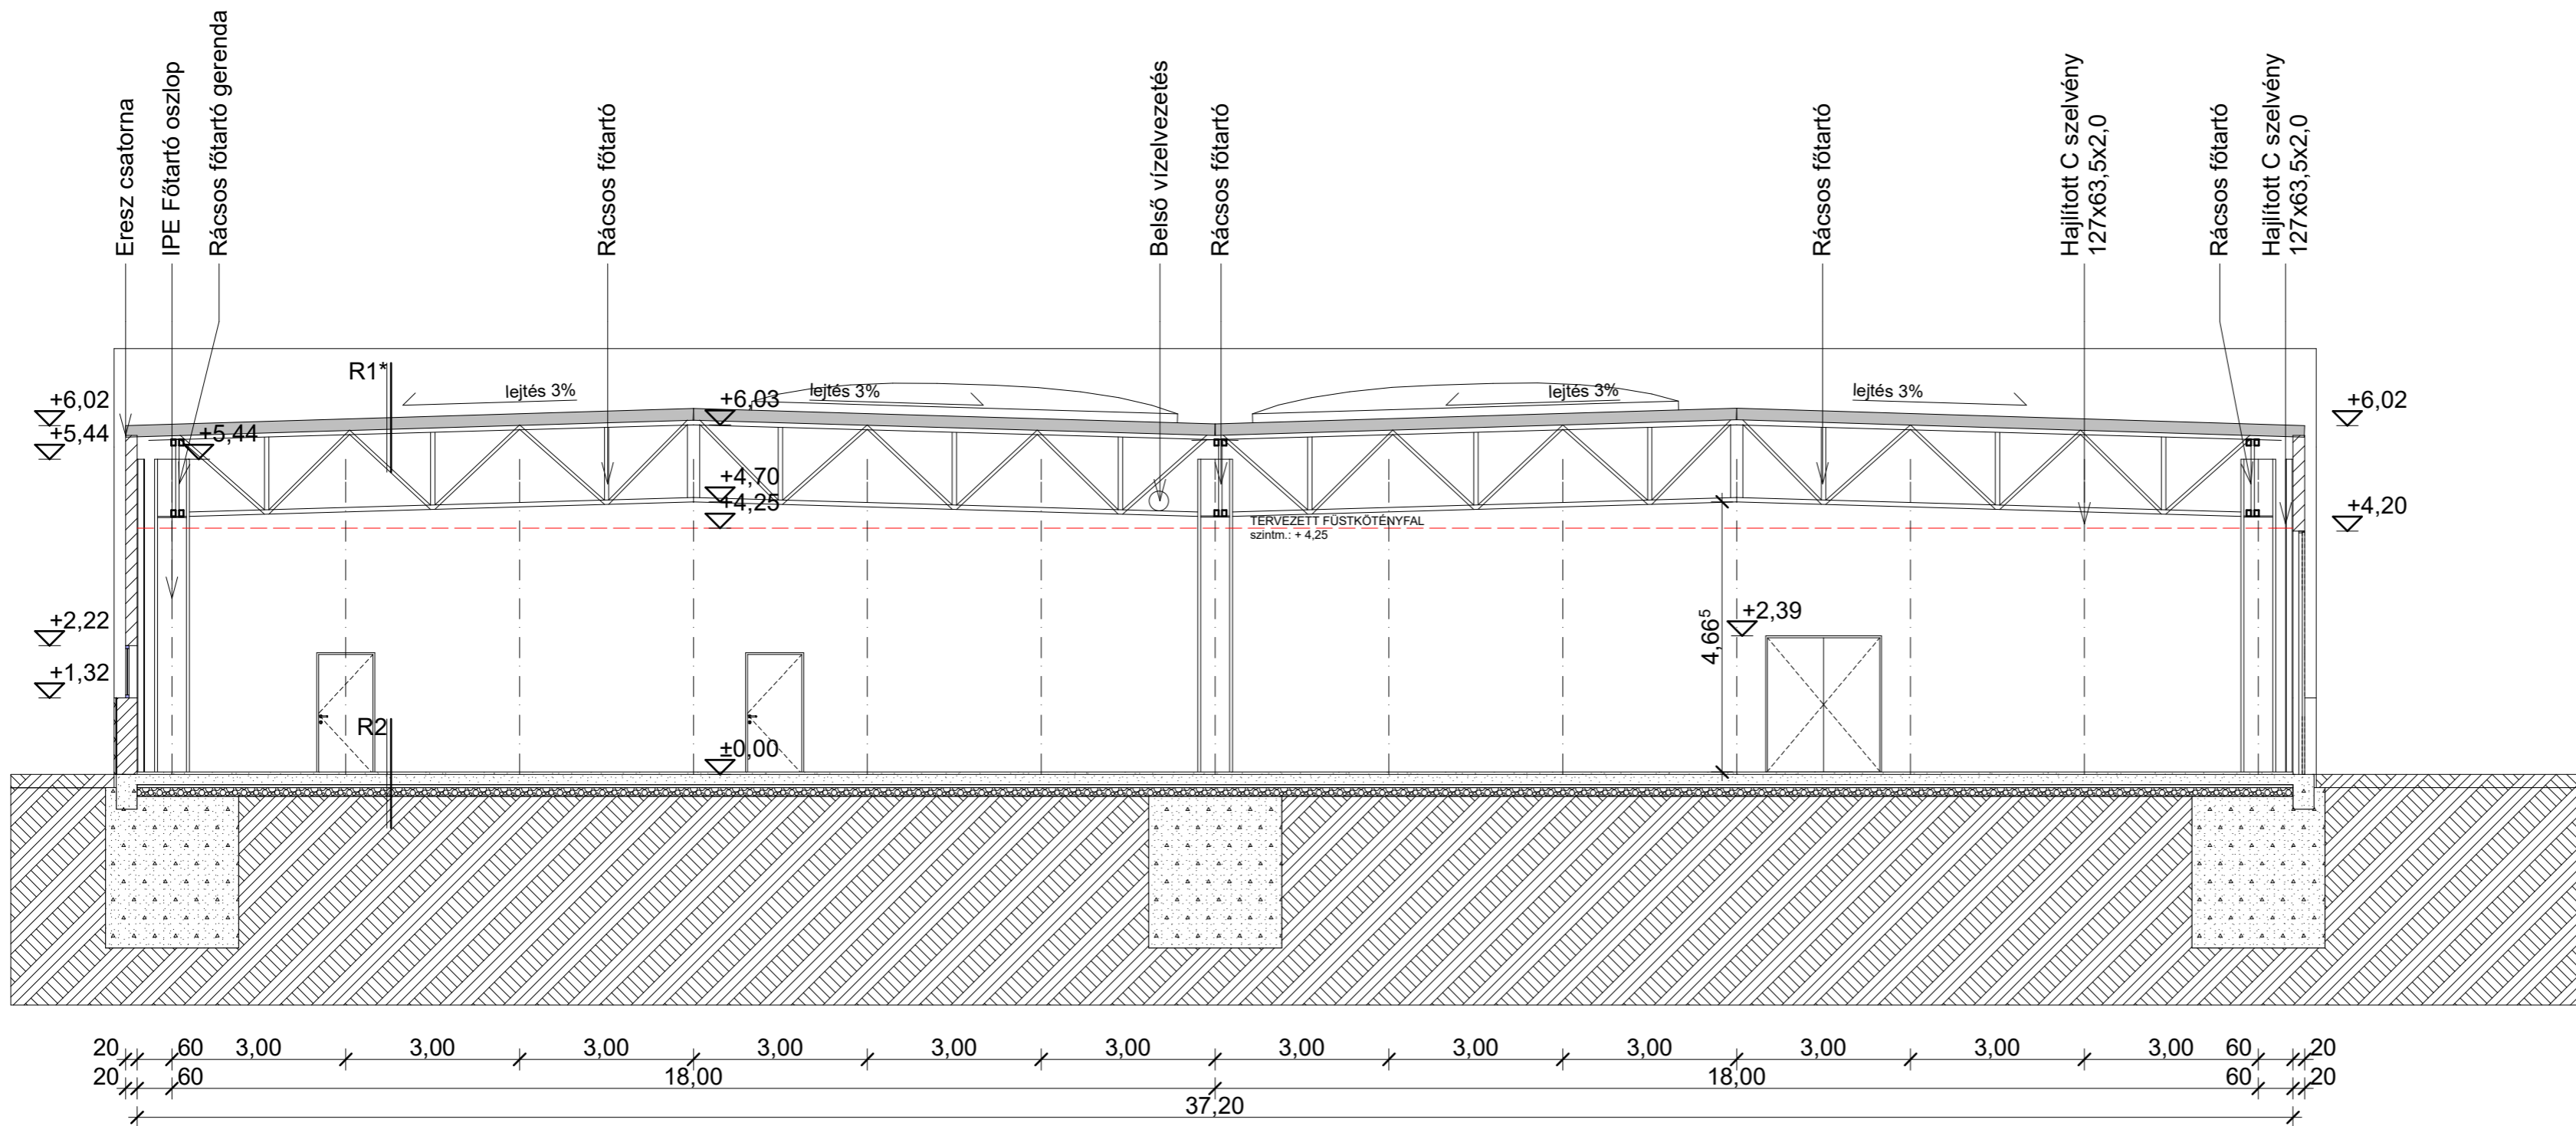 Eresz csatorna
IPE Főtartó oszlop
Rácsos főtartó gerenda
Rácsos főtartó
Belső vízelvezetés
Rácsos főtartó
Rácsos főtartó
Hajlított C szelvény
127x63,5x2,0
Rácsos főtartó
Hajlított C szelvény
127x63,5x2,0
R1*
lejtés 3%
lejtés 3%
lejtés 3%
lejtés 3%
+6,02
+6,03
+6,02
+5,44
+5,44
+4,70
+4,25
+4,20
TERVEZETT FÜSTKÖTÉNYFAL
szintm.: + 4,25
+2,22
4,66⁵
+2,39
+1,32
R2
±0,00
20 60 3,00 3,00 3,00 3,00 3,00 3,00 3,00 3,00 3,00 3,00 3,00 3,00 60 20
20 60 18,00 18,00 60 20
37,20